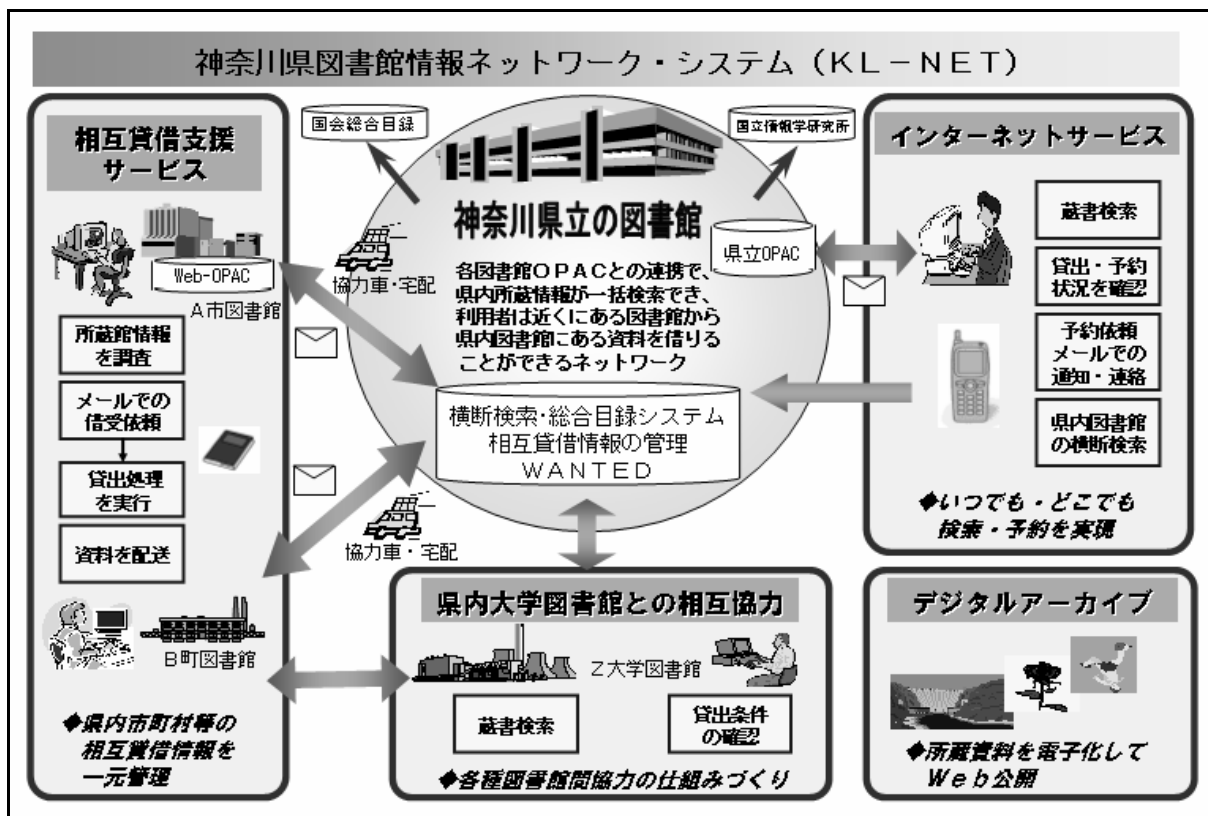 神奈川県図書館情報ネットワーク・システム（ＫＬ－ＮＥＴ）
相互貸借支援
サービス
Web-OPAC
A市図書館
所蔵館情報
を調査
メールでの
借受依頼
貸出処理
を実行
資料を配送
B町図書館
◆県内市町村等の
相互貸借情報を
一元管理
国会総合目録
国立情報学研究所
神奈川県立の図書館
県立OPAC
各図書館ＯＰＡＣとの連携で、
県内所蔵情報が一括検索でき、
利用者は近くにある図書館から
県内図書館にある資料を借りる
ことができるネットワーク
協力車・宅配
横断検索・総合目録システム
相互貸借情報の管理
ＷＡＮＴＥＤ
協力車・宅配
県内大学図書館との相互協力
Z大学図書館
蔵書検索
貸出条件
の確認
◆各種図書館間協力の仕組みづくり
インターネットサービス
蔵書検索
貸出・予約
状況を確認
予約依頼
メールでの
通知・連絡
県内図書館
の横断検索
◆いつでも・どこでも
検索・予約を実現
デジタルアーカイブ
◆所蔵資料を電子化して
Ｗｅｂ公開